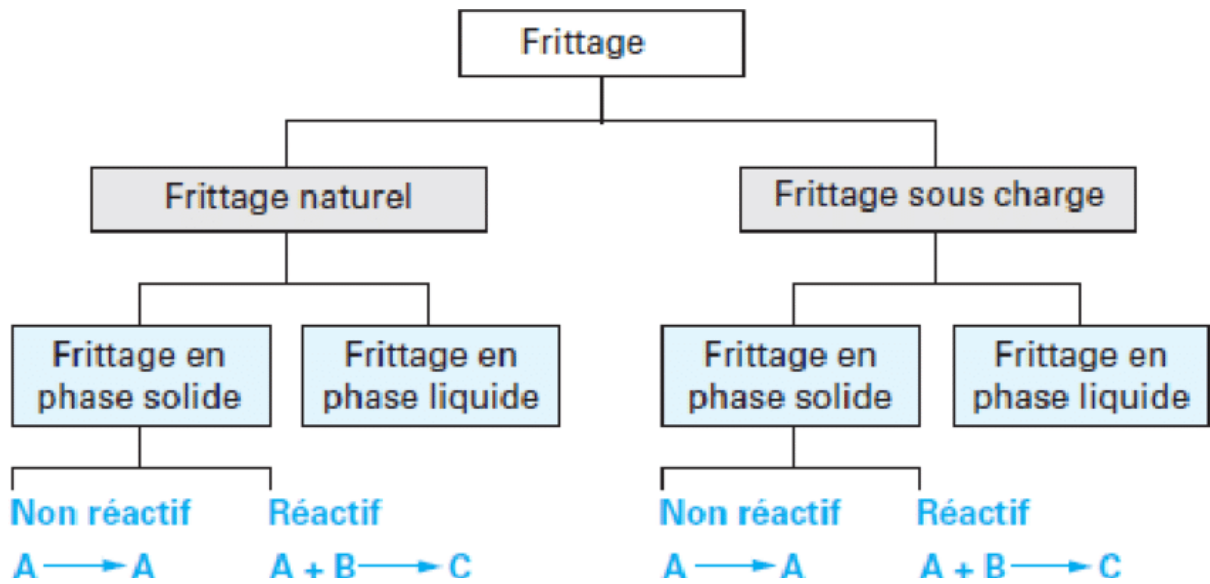 Frittage
Frittage naturel
Frittage sous charge
Frittage en
phase solide
Frittage en
phase liquide
Frittage en
phase solide
Frittage en
phase liquide
Non réactif
Réactif
Non réactif
Réactif
A → A
A + B → C
A → A
A + B → C